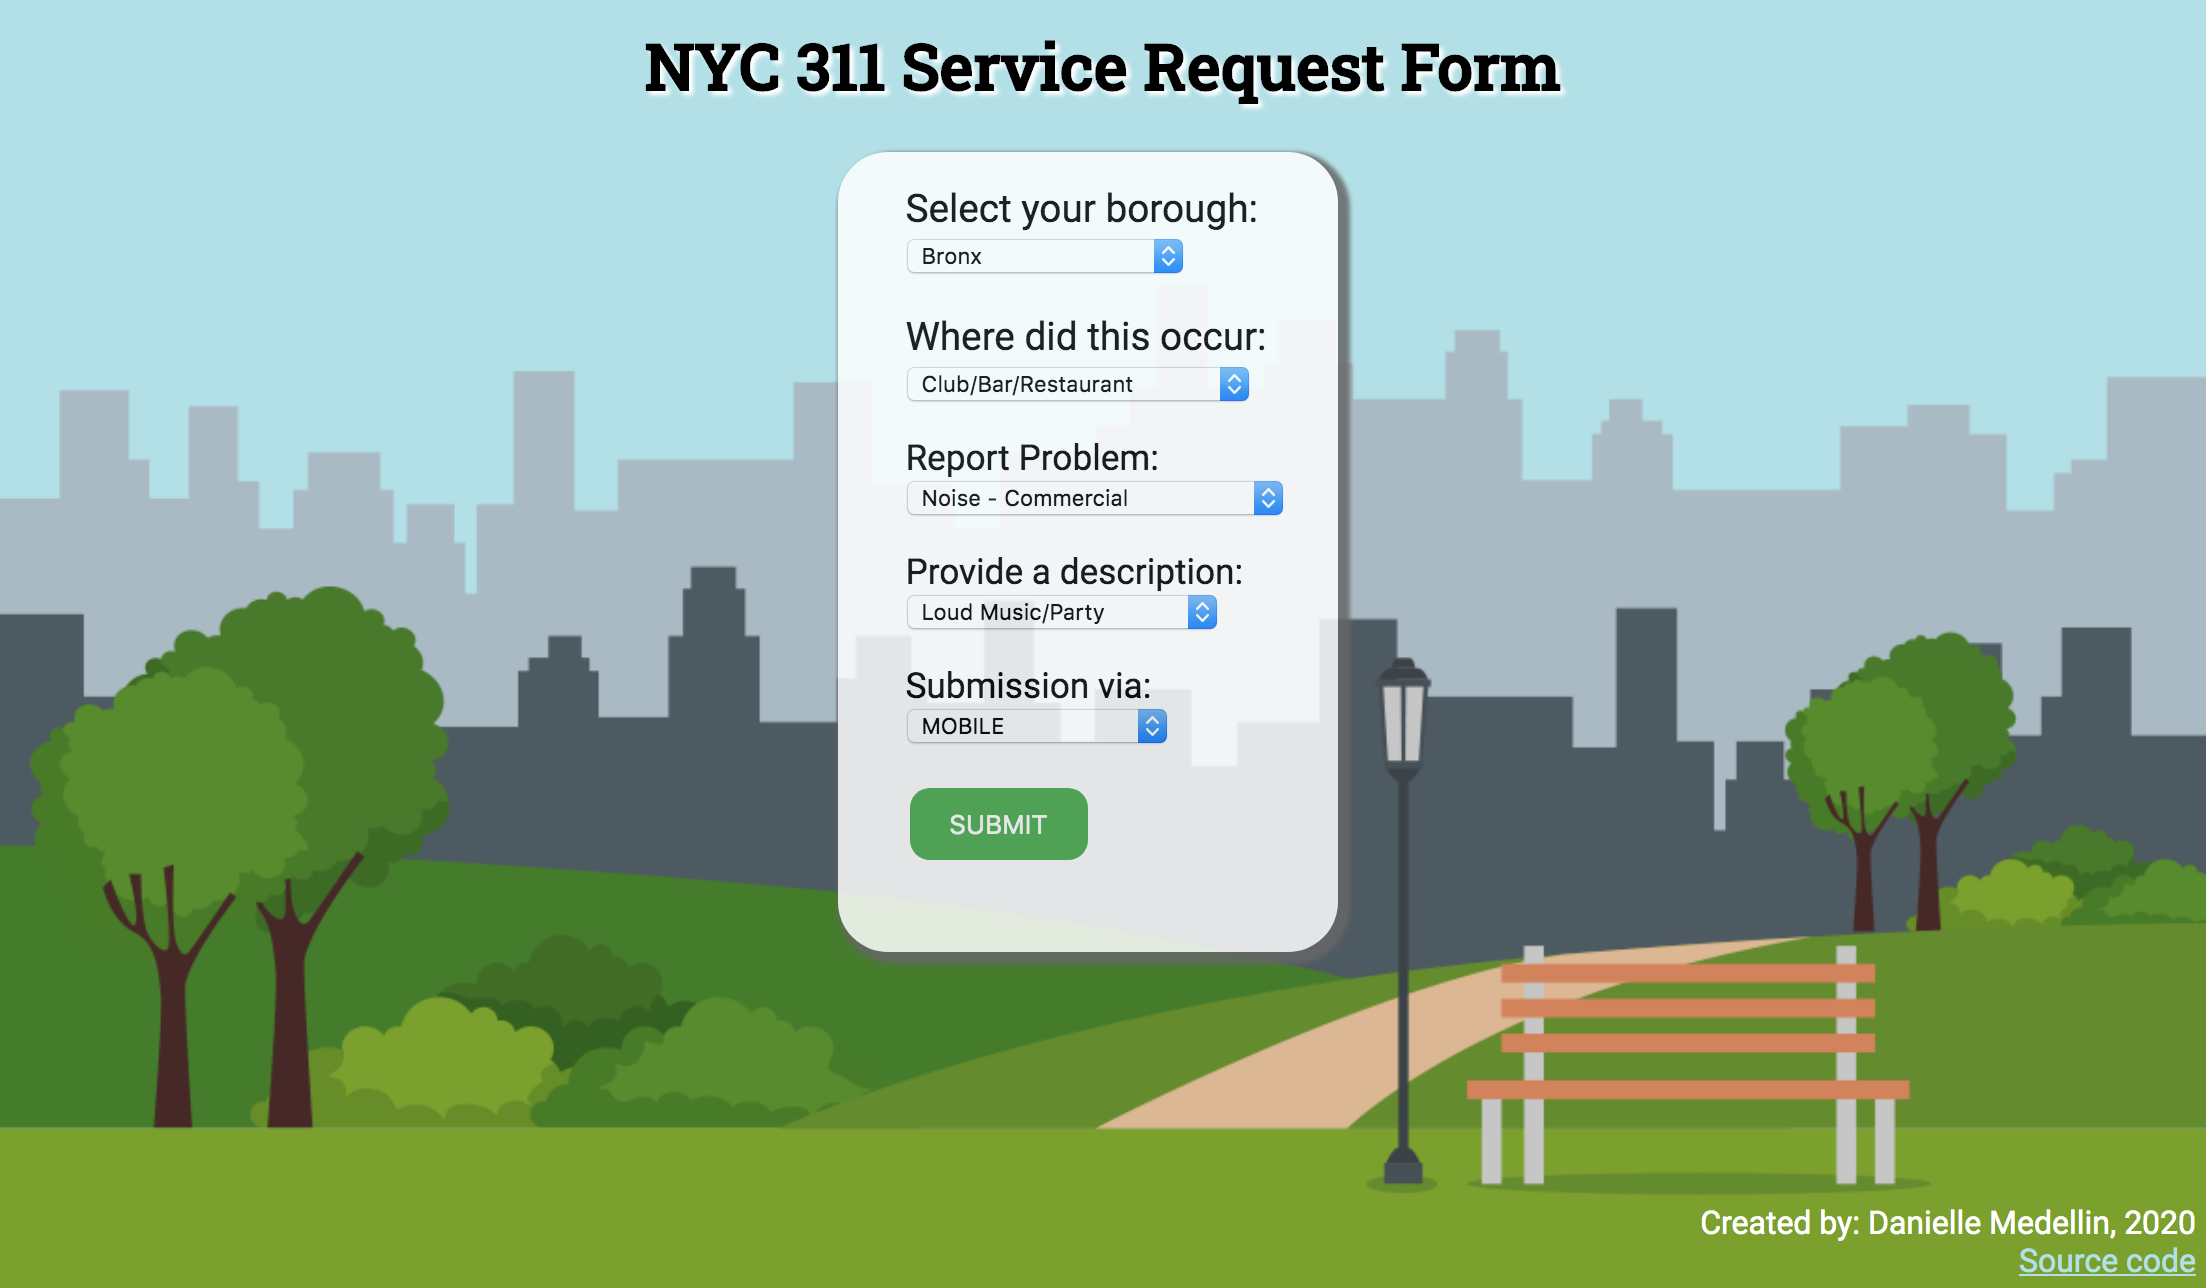 NYC 311 Service Request Form
Select your borough:
Bronx
Where did this occur:
Club/Bar/Restaurant
Report Problem:
Noise - Commercial
Provide a description:
Loud Music/Party
Submission via:
MOBILE
SUBMIT
Created by: Danielle Medellin, 2020
Source code